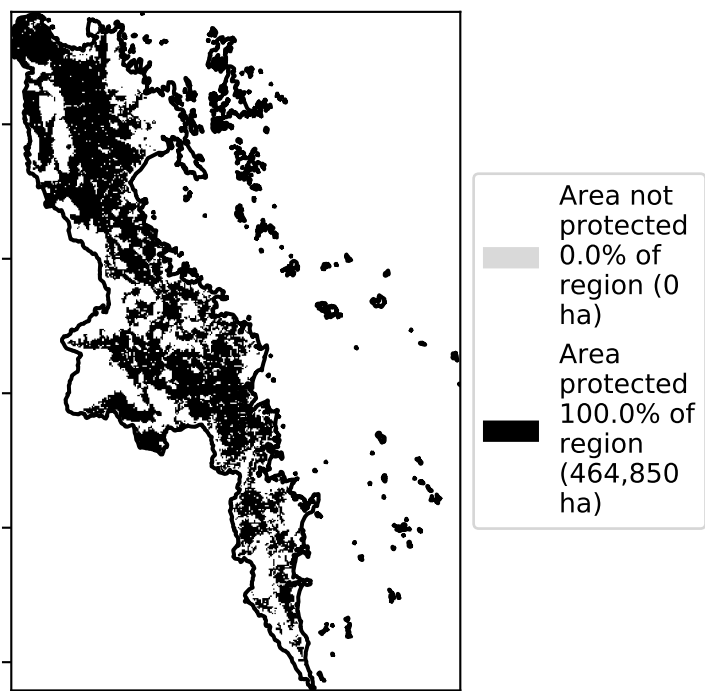 Area not
protected
0.0% of
region (0
ha)
Area
protected
100.0% of
region
(464,850
ha)